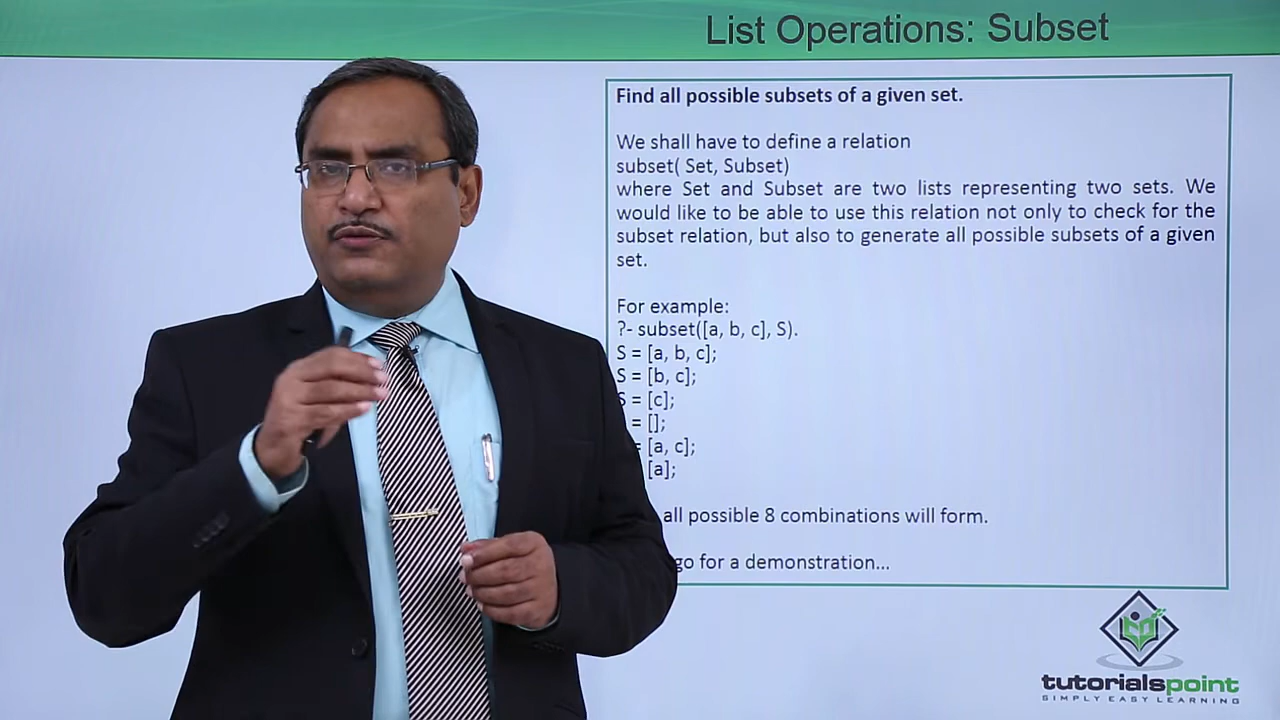 List Operations: Subset
Find all possible subsets of a given set.
We shall have to define a relation
subset( Set, Subset)
where Set and Subset are two lists representing two sets. We
would like to be able to use this relation not only to check for the
subset relation, but also to generate all possible subsets of a given
set.
For example:
?- subset([a, b, c], S).
S = [a, b, c];
S = [b, c];
S = [c];
= [];
= [a, c];
[a];
all possible 8 combinations will form.
go for a demonstration...
tutorialspoint
SIMPLY EASY LEARNING